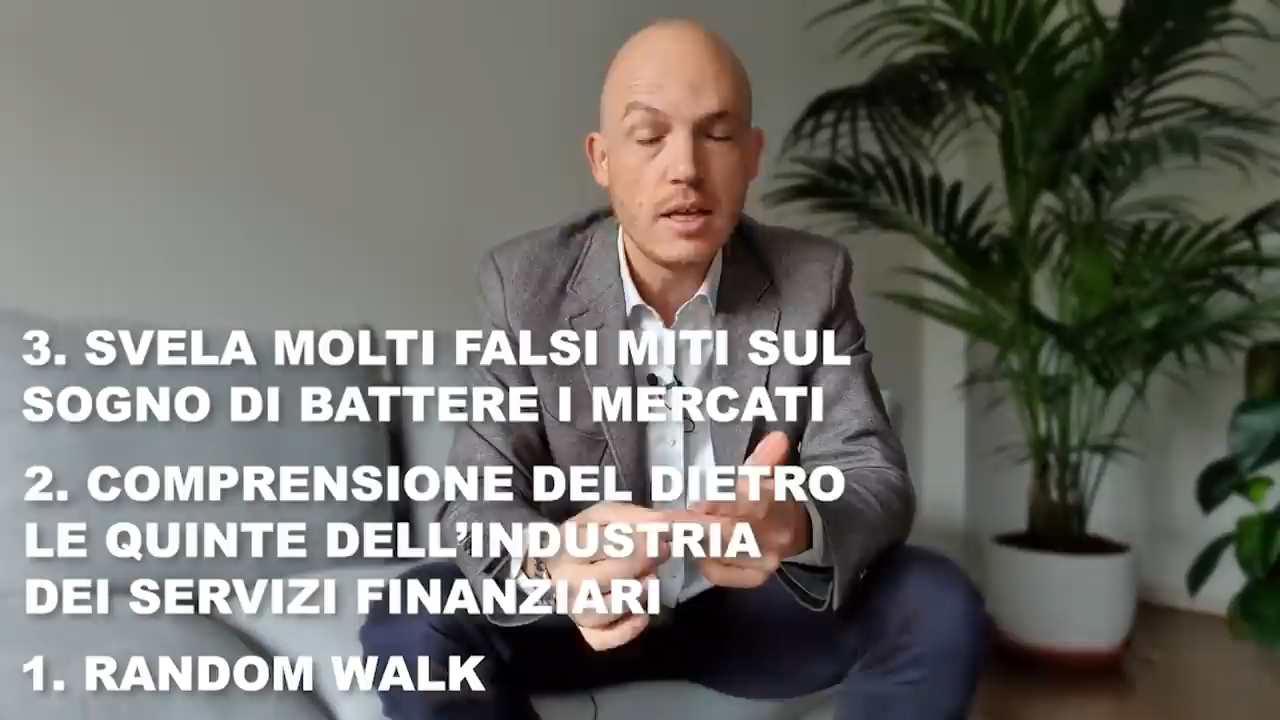 3. SVELA MOLTI FALSI MITI SUL
SOGNO DI BATTERE I MERCATI
2. COMPRENSIONE DEL DIETRO
LE QUINTE DELL'INDUSTRIA
DEI SERVIZI FINANZIARI
1. RANDOM WALK